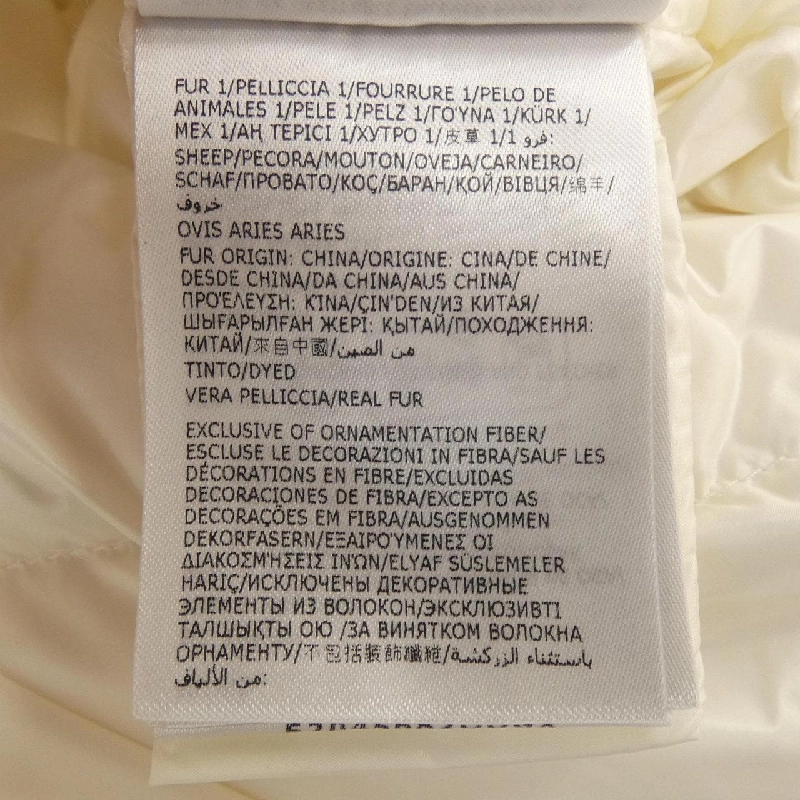 FUR 1/PELLICCIA 1/FOURRURE 1/PELO DE
ANIMALES 1/PELE 1/PELZ 1/ΓΟΎΝΑ 1/KÜRK 1/
МЕХ 1/АҢ ТЕРІСІ 1/ХУТРО 1/皮草 1/1 فرو:
SHEEP/PECORA/MOUTON/OVEJA/CARNEIRO/
SCHAF/ΠΡΟΒΑΤΟ/KOÇ/БАРАН/ҚОЙ/ВІВЦЯ/绵羊/
خروف
OVIS ARIES ARIES
FUR ORIGIN: CHINA/ORIGINE: CINA/DE CHINE/
DESDE CHINA/DA CHINA/AUS CHINA/
ΠΡΟΈΛΕΥΣΗ: ΚΊΝΑ/ÇIN'DEN/ИЗ КИТАЯ/
ШЫҒАРЫЛҒАН ЖЕРІ: ҚЫТАЙ/ПОХОДЖЕННЯ:
КИТАЙ/來自中國/من الصين
TINTO/DYED
VERA PELLICCIA/REAL FUR
EXCLUSIVE OF ORNAMENTATION FIBER/
ESCLUSE LE DECORAZIONI IN FIBRA/SAUF LES
DÉCORATIONS EN FIBRE/EXCLUIDAS
DECORACIONES DE FIBRA/EXCEPTO AS
DECORAÇÕES EM FIBRA/AUSGENOMMEN
DEKORFASERN/ΕΞΑΙΡΟΎΜΕΝΕΣ ΟΙ
ΔΙΑΚΟΣΜΉΣΕΙΣ ΙΝΏΝ/ELYAF SÜSLEMELER
HARIÇ/ИСКЛЮЧЕНЫ ДЕКОРАТИВНЫЕ
ЭЛЕМЕНТЫ ИЗ ВОЛОКОН/ЭКСКЛЮЗИВТІ
ТАЛШЫҚТЫ ОЮ /ЗА ВИНЯТКОМ ВОЛОКНА
ОРНАМЕНТУ/不包括裝飾纖維/باستثناء الزركشة
من الألياف: